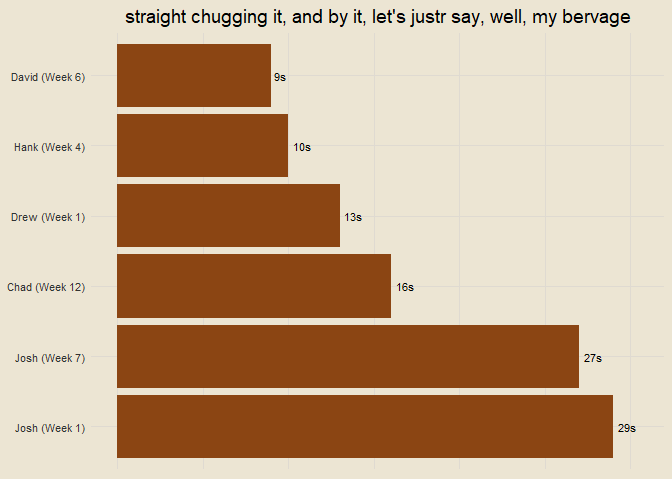 straight chugging it, and by it, let's justr say, well, my bervage
David (Week 6) 9s
Hank (Week 4) 10s
Drew (Week 1) 13s
Chad (Week 12) 16s
Josh (Week 7) 27s
Josh (Week 1) 29s